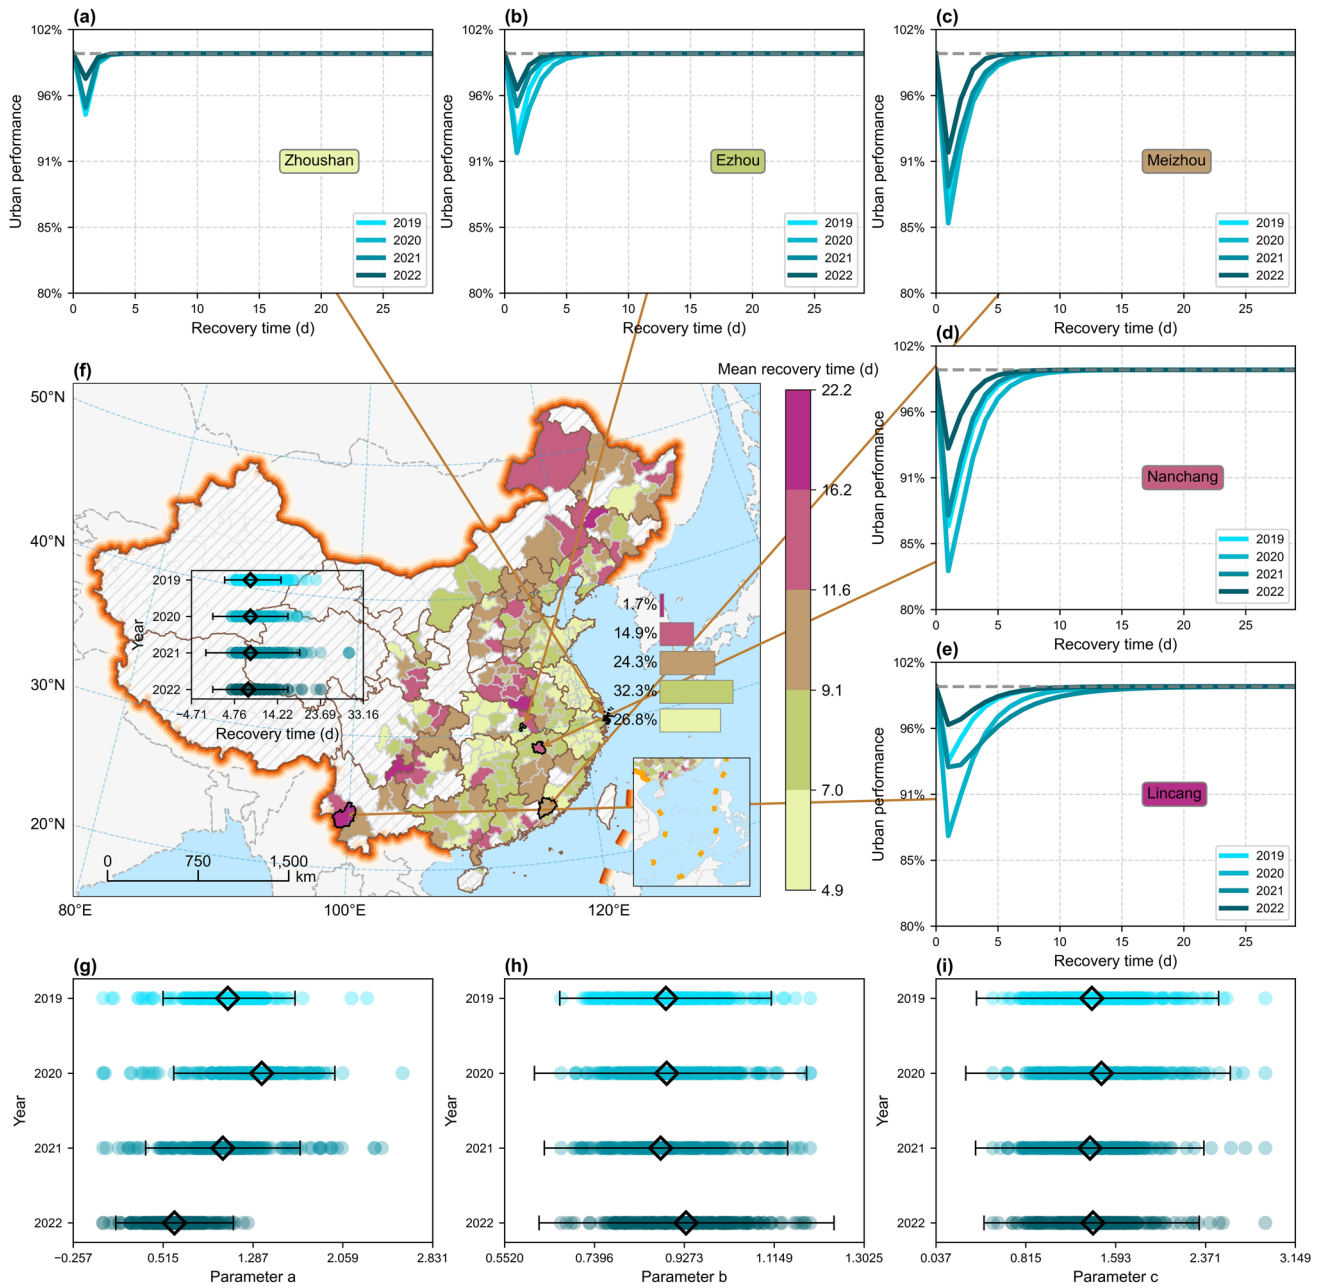 (a)
102%
96%
91%
85%
80%
Urban performance
Zhoushan
2019
2020
2021
2022
0 5 10 15 20 25
Recovery time (d)
(b)
102%
96%
91%
85%
80%
Urban performance
Ezhou
2019
2020
2021
2022
0 5 10 15 20 25
Recovery time (d)
(c)
102%
96%
91%
85%
80%
Urban performance
Meizhou
2019
2020
2021
2022
0 5 10 15 20 25
Recovery time (d)
(d)
102%
96%
91%
85%
80%
Urban performance
Nanchang
2019
2020
2021
2022
0 5 10 15 20 25
(e)
102%
96%
91%
85%
80%
Urban performance
Lincang
2019
2020
2021
2022
0 5 10 15 20 25
Recovery time (d)
(f)
Mean recovery time (d)
22.2
16.2
11.6
9.1
7.0
4.9
50°N
40°N
30°N
20°N
80°E 100°E 120°E
2019
2020
2021
2022
Year
−4.71 4.76 14.22 23.69 33.16
Recovery time (d)
1.7%
14.9%
24.3%
32.3%
26.8%
0 750 1,500
km
(g)
2019
2020
2021
2022
Year
−0.257 0.515 1.287 2.059 2.831
Parameter a
(h)
2019
2020
2021
2022
Year
0.5520 0.7396 0.9273 1.1149 1.3025
Parameter b
(i)
2019
2020
2021
2022
Year
0.037 0.815 1.593 2.371 3.149
Parameter c